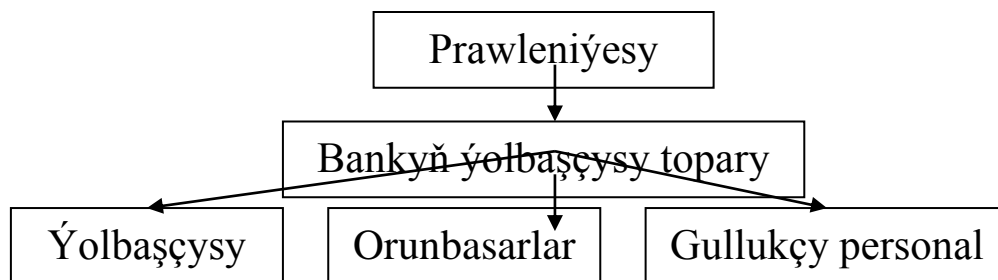 Prawleniýesy
Bankyň ýolbaşçysy topary
Ýolbaşçysy
Orunbasarlar
Gullukçy personal